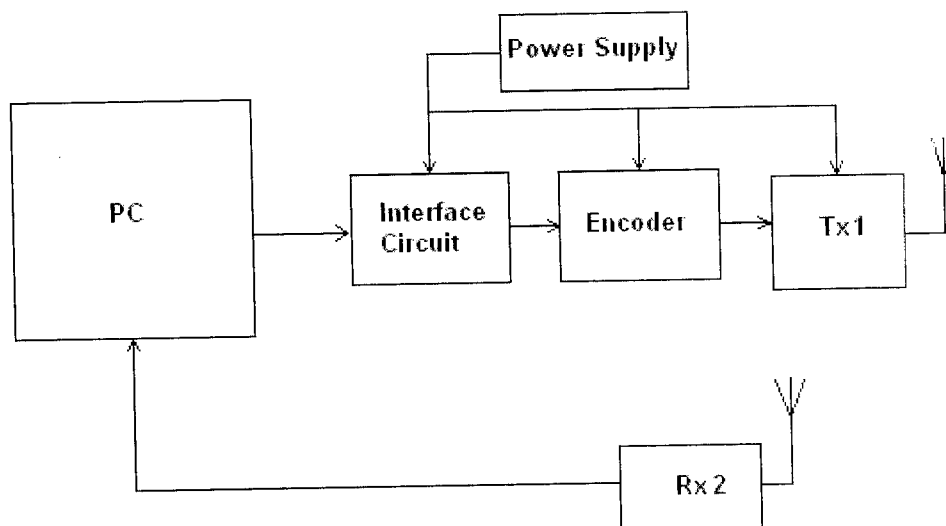 Power Supply
PC
Interface
Circuit
Encoder
Tx1
Rx2